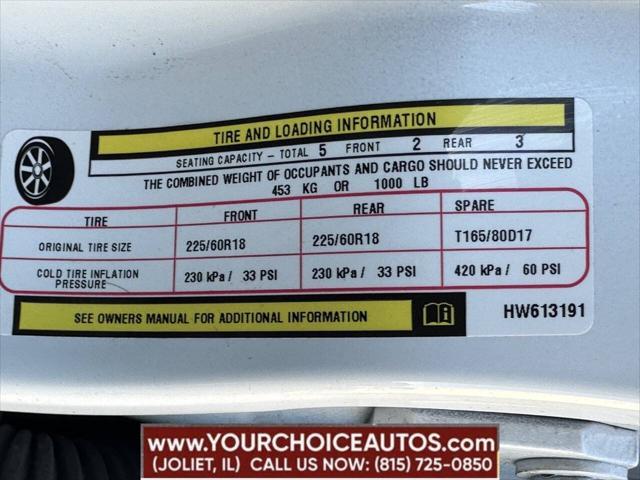 TIRE AND LOADING INFORMATION
SEATING CAPACITY - TOTAL 5 FRONT 2 REAR 3
THE COMBINED WEIGHT OF OCCUPANTS AND CARGO SHOULD NEVER EXCEED
453 KG OR 1000 LB
TIRE FRONT REAR SPARE
ORIGINAL TIRE SIZE 225/60R18 225/60R18 T165/80D17
COLD TIRE INFLATION
PRESSURE 230 kPa / 33 PSI 230 kPa / 33 PSI 420 kPa / 60 PSI
SEE OWNERS MANUAL FOR ADDITIONAL INFORMATION HW613191
WWW.YOURCHOICEAUTOS.COM
(JOLIET, IL) CALL US NOW: (815) 725-0850